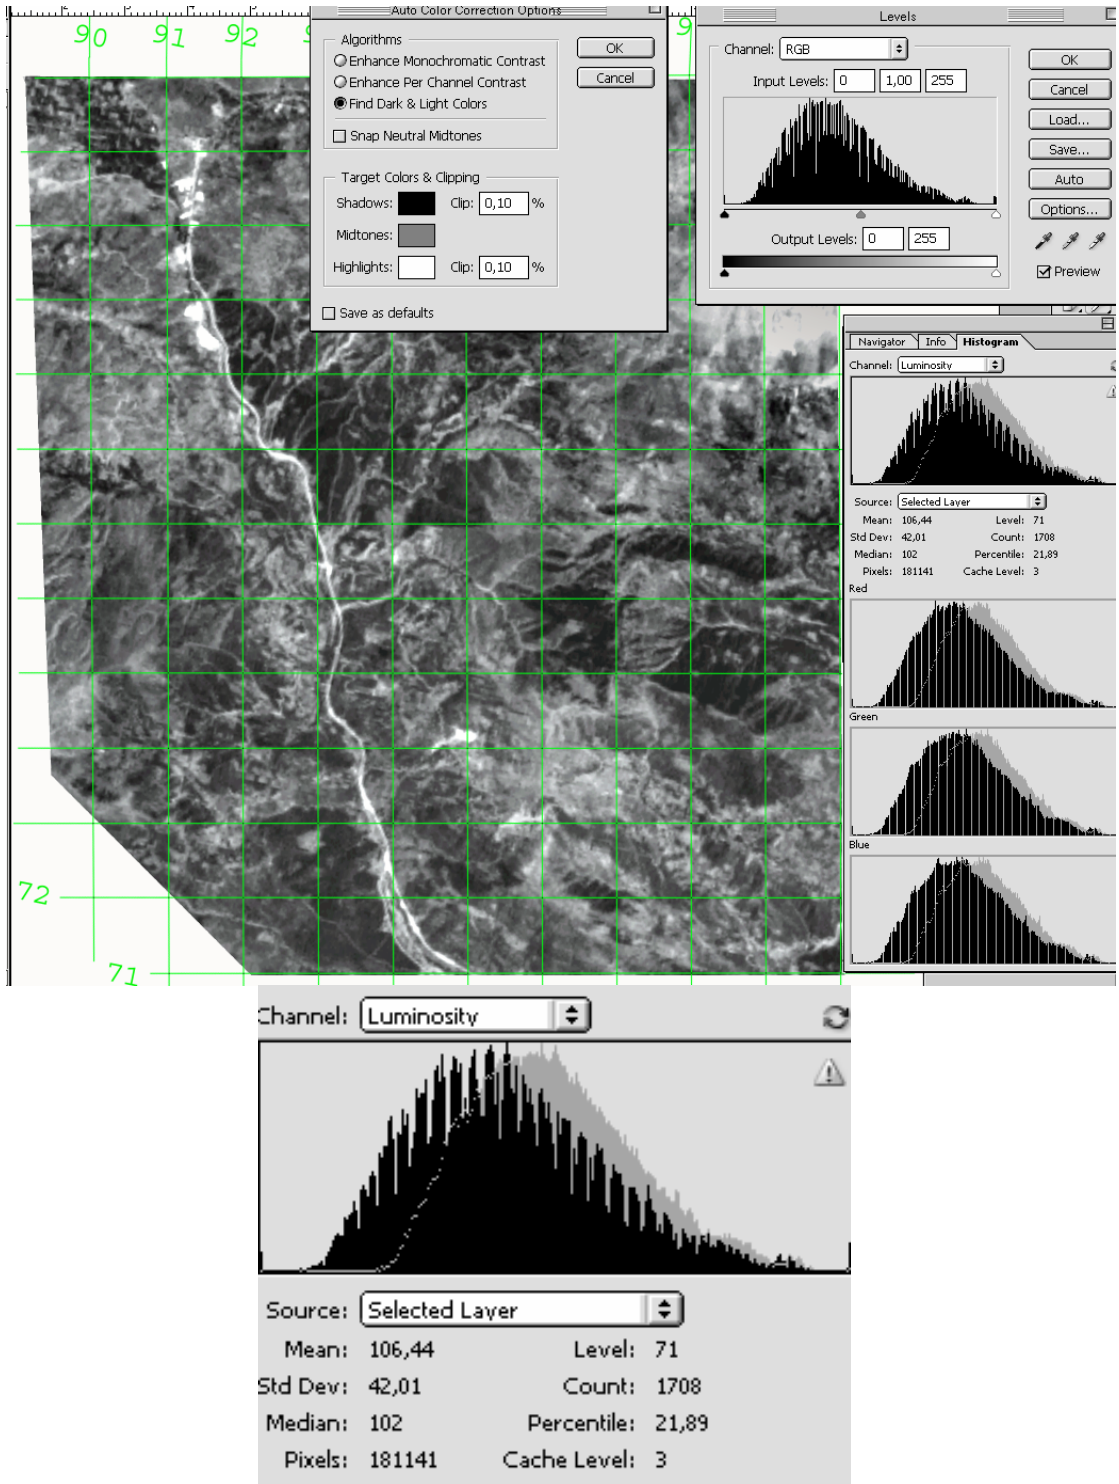 90 91 92 9
Auto Color Correction Options
Algorithms
Enhance Monochromatic Contrast
Enhance Per Channel Contrast
Find Dark & Light Colors
Snap Neutral Midtones
OK
Cancel
Target Colors & Clipping
Shadows: Clip: 0,10 %
Midtones:
Highlights: Clip: 0,10 %
Save as defaults
9
Levels
Channel: RGB
Input Levels: 0 1,00 255
Output Levels: 0 255
OK
Cancel
Load...
Save...
Auto
Options...
Preview
Navigator Info Histogram
Channel: Luminosity
Source: Selected Layer
Mean: 106,44 Level: 71
Std Dev: 42,01 Count: 1708
Median: 102 Percentile: 21,89
Pixels: 181141 Cache Level: 3
Red
Green
Blue
72
71
Channel: Luminosity
Source: Selected Layer
Mean: 106,44 Level: 71
Std Dev: 42,01 Count: 1708
Median: 102 Percentile: 21,89
Pixels: 181141 Cache Level: 3